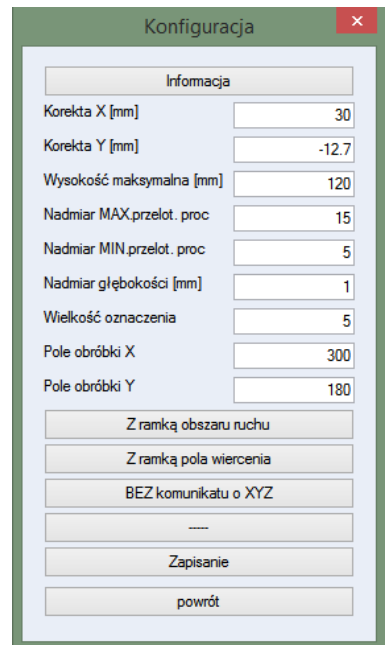 Konfiguracja
Informacja
Korekta X [mm] 30
Korekta Y [mm] -12.7
Wysokość maksymalna [mm] 120
Nadmiar MAX.przelot. proc 15
Nadmiar MIN.przelot. proc 5
Nadmiar głębokości [mm] 1
Wielkość oznaczenia 5
Pole obróbki X 300
Pole obróbki Y 180
Z ramką obszaru ruchu
Z ramką pola wiercenia
BEZ komunikatu o XYZ
-----
Zapisanie
powrót